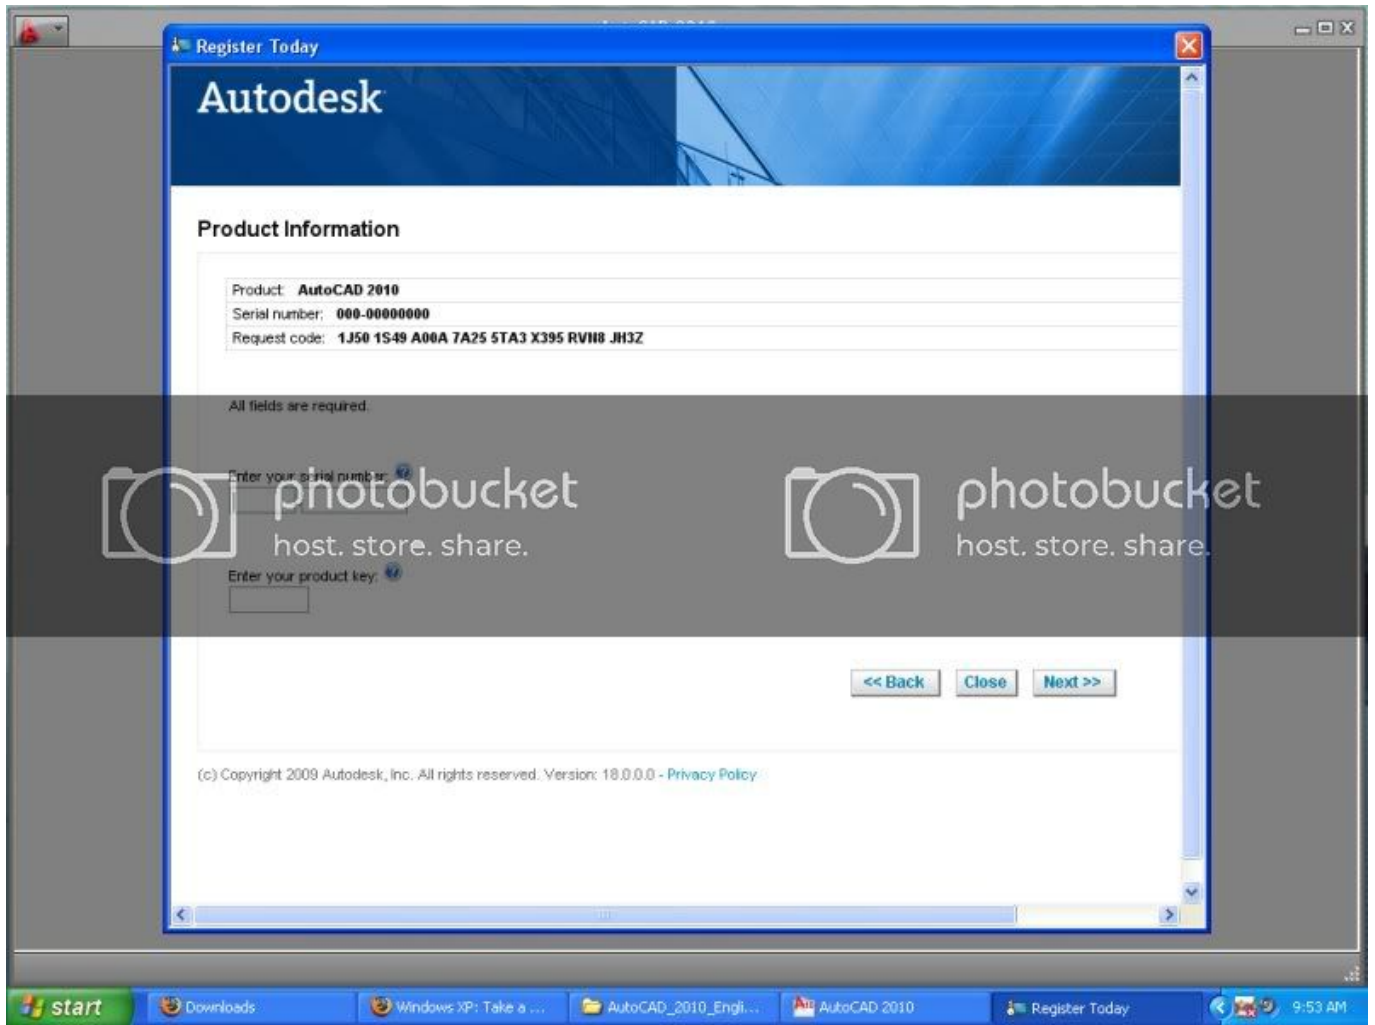 Register Today
Autodesk
Product Information
Product: AutoCAD 2010
Serial number: 000-00000000
Request code: 1J50 1S49 A00A 7A25 5TA3 X395 RVN8 JH3Z
All fields are required.
Enter your serial number:
photobucket photobucket
host. store. share. host. store. share.
Enter your product key:
<< Back Close Next >>
(c) Copyright 2009 Autodesk, Inc. All rights reserved. Version: 18.0.0.0 - Privacy Policy
start Downloads Windows XP: Take a ... AutoCAD_2010_Engli... AutoCAD 2010 Register Today 9:53 AM